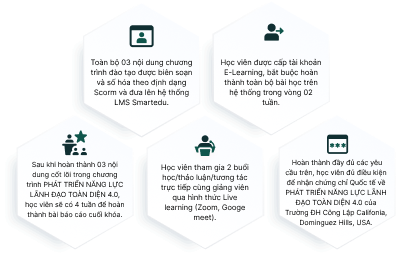 Toàn bộ 03 nội dung chương
trình đào tạo được biên soạn
và số hóa theo định dạng
Scorm và đưa lên hệ thống
LMS Smartedu.
Học viên được cấp tài khoản
E-Learning, bắt buộc hoàn
thành toàn bộ bài học trên
hệ thống trong vòng 02
tuần.
Sau khi hoàn thành 03 nội
dung cốt lõi trong chương
trình PHÁT TRIỂN NĂNG LỰC
LÃNH ĐẠO TOÀN DIỆN 4.0,
học viên sẽ có 4 tuần để hoàn
thành bài báo cáo cuối khóa.
Học viên tham gia 2 buổi
học/thảo luận/tương tác
trực tiếp cùng giảng viên
qua hình thức Live
learning (Zoom, Googe
meet).
Hoàn thành đầy đủ các yêu
cầu trên, học viên đủ điều kiện
để nhận chứng chỉ Quốc tế về
PHÁT TRIỂN NĂNG LỰC LÃNH
ĐẠO TOÀN DIỆN 4.0 của
Trường ĐH Công Lập Califonia,
Dominguez Hills, USA.